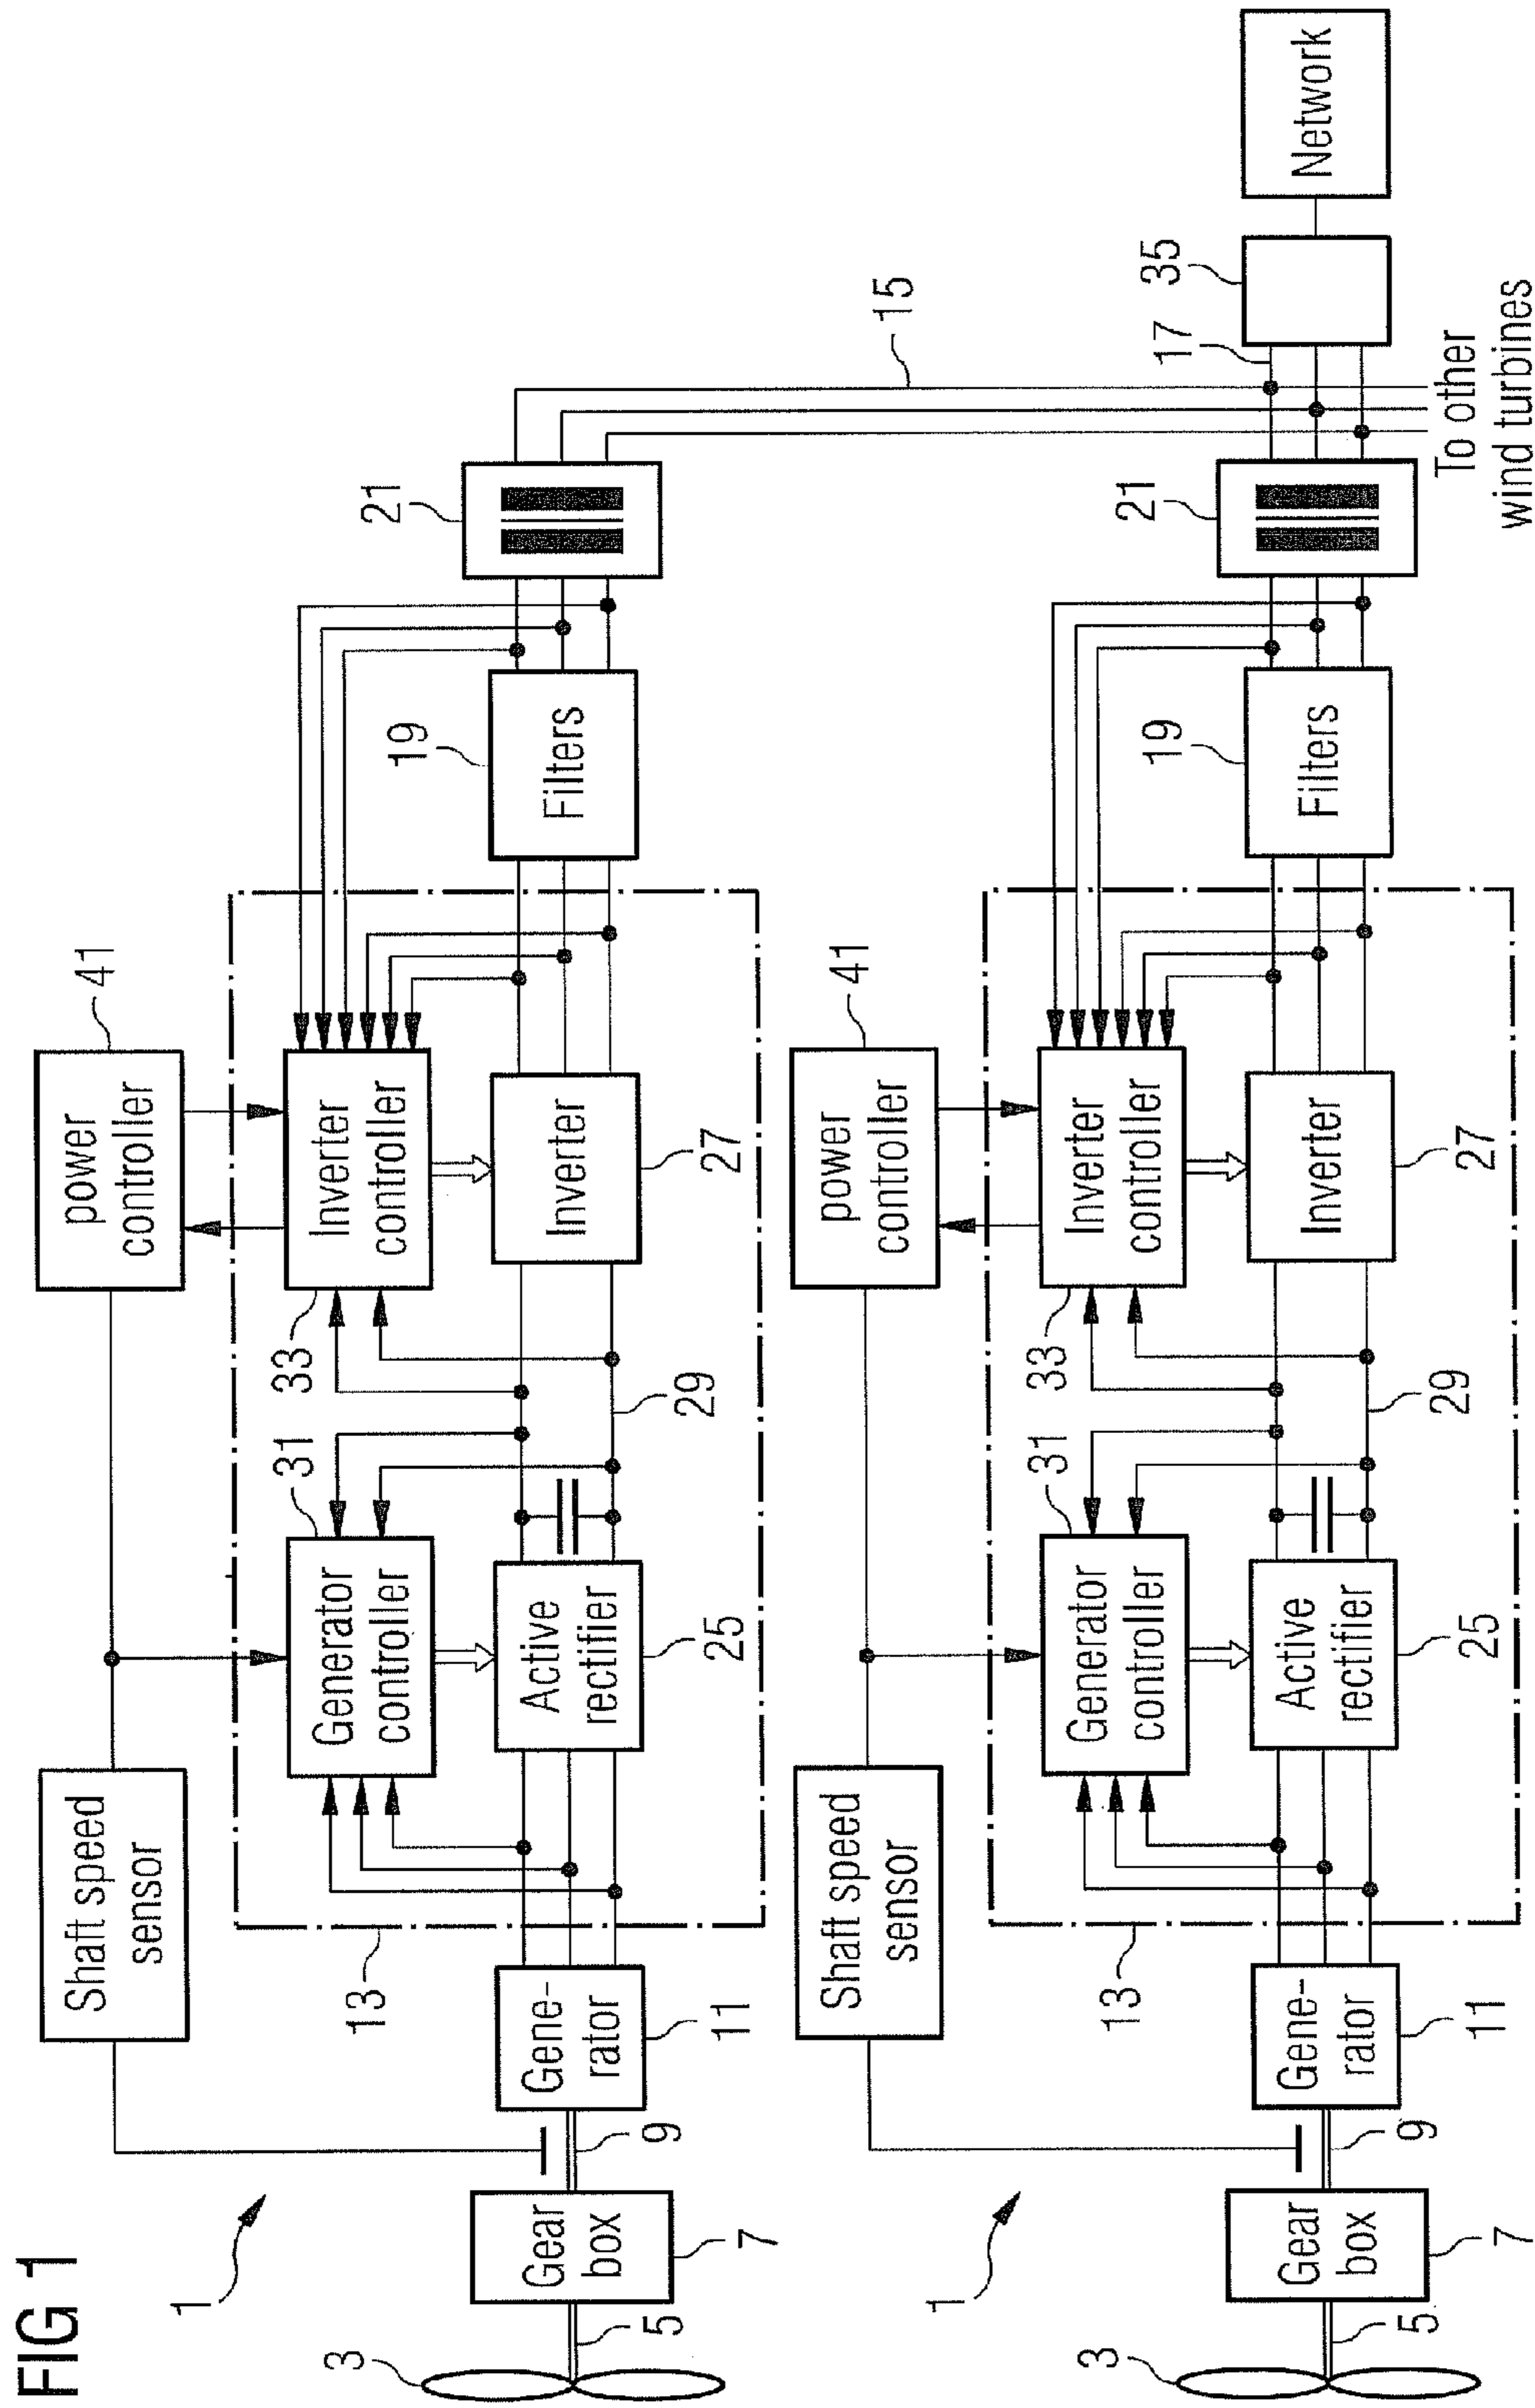 FIG 1
1
3
5
Gear
box
7
9
Gene-
rator
11
13
Shaft speed
sensor
Generator
controller
31
Active
rectifier
25
29
33
Inverter
controller
Inverter
27
power
controller
41
Filters
19
21
15
1
3
5
Gear
box
7
9
Gene-
rator
11
13
Shaft speed
sensor
Generator
controller
31
Active
rectifier
25
29
33
Inverter
controller
Inverter
27
power
controller
41
Filters
19
21
17
35
To other
wind turbines
Network